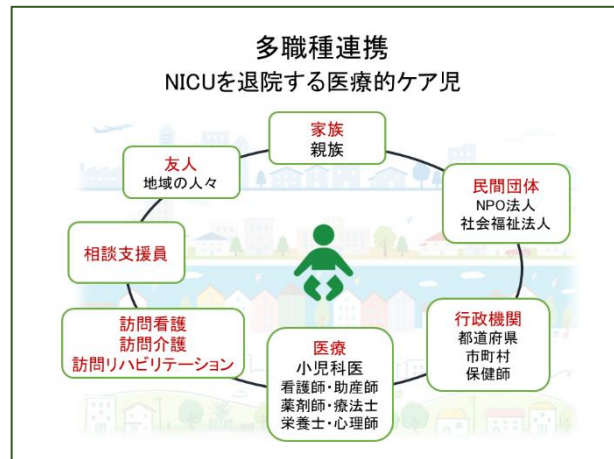 多職種連携
NICUを退院する医療的ケア児
家族
親族
友人
地域の人々
民間団体
NPO法人
社会福祉法人
相談支援員
訪問看護
訪問介護
訪問リハビリテーション
医療
小児科医
看護師・助産師
薬剤師・療法士
栄養士・心理師
行政機関
都道府県
市町村
保健師